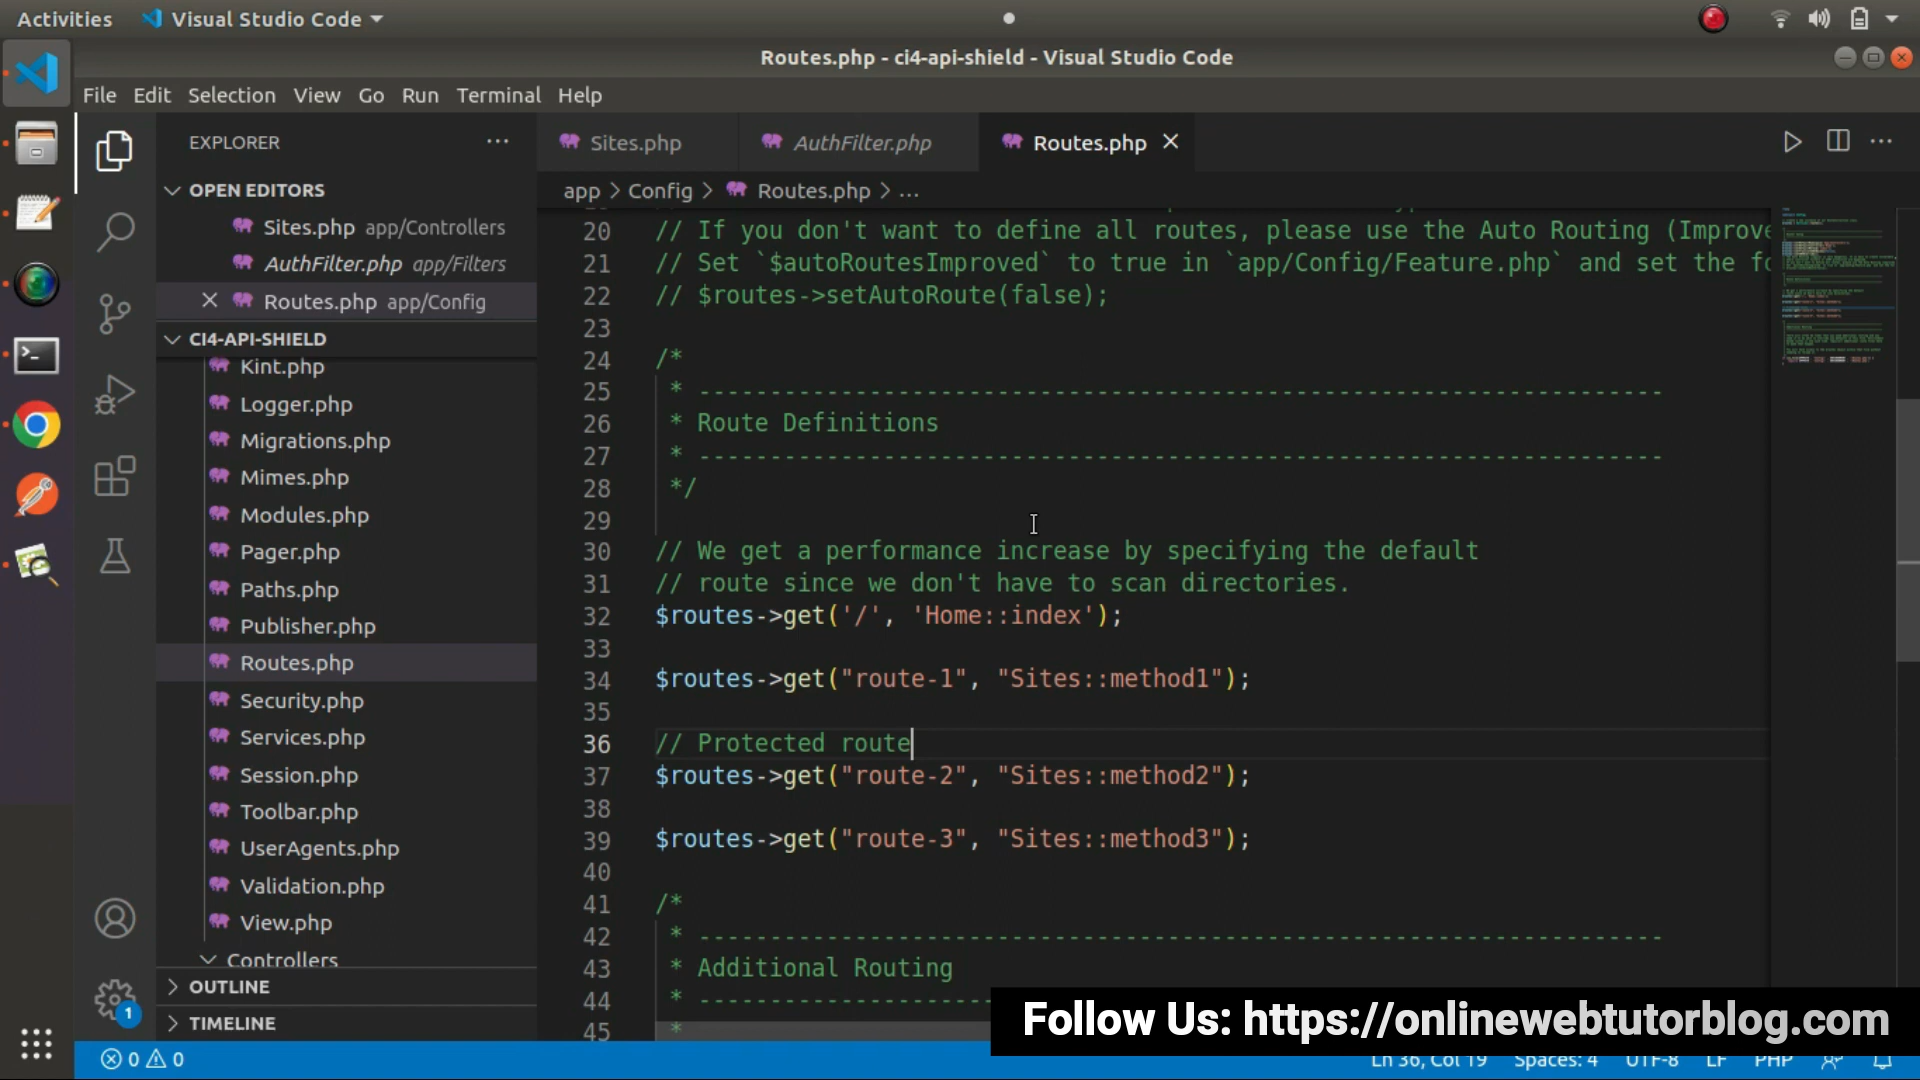 Activities Visual Studio Code
Routes.php - ci4-api-shield - Visual Studio Code
File Edit Selection View Go Run Terminal Help
EXPLORER
Sites.php AuthFilter.php Routes.php
OPEN EDITORS
Sites.php app/Controllers
AuthFilter.php app/Filters
Routes.php app/Config
CI4-API-SHIELD
Kint.php
Logger.php
Migrations.php
Mimes.php
Modules.php
Pager.php
Paths.php
Publisher.php
Routes.php
Security.php
Services.php
Session.php
Toolbar.php
UserAgents.php
Validation.php
View.php
Controllers
OUTLINE
TIMELINE
1
app > Config > Routes.php > ...
20 // If you don't want to define all routes, please use the Auto Routing (Improve
21 // Set `$autoRoutesImproved` to true in `app/Config/Feature.php` and set the fo
22 // $routes->setAutoRoute(false);
23
24 /*
25 * --------------------------------------------------------------------
26 * Route Definitions
27 * --------------------------------------------------------------------
28 */
29
30 // We get a performance increase by specifying the default
31 // route since we don't have to scan directories.
32 $routes->get('/', 'Home::index');
33
34 $routes->get("route-1", "Sites::method1");
35
36 // Protected route
37 $routes->get("route-2", "Sites::method2");
38
39 $routes->get("route-3", "Sites::method3");
40
41 /*
42 * --------------------------------------------------------------------
43 * Additional Routing
44 * ---------------------
45 *
Follow Us: https://onlinewebtutorblog.com
0 0 Ln 36, Col 19 Spaces: 4 UTF-8 LF PHP